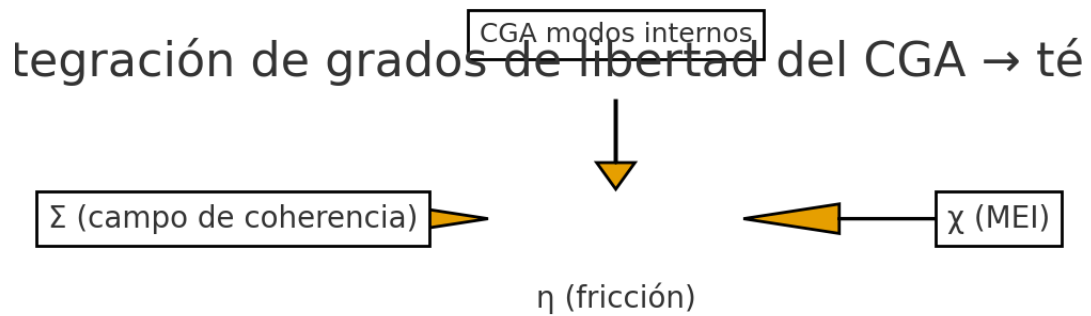 CGA modos internos
tegración de grados de libertad del CGA → té
Σ (campo de coherencia)
χ (MEI)
η (fricción)